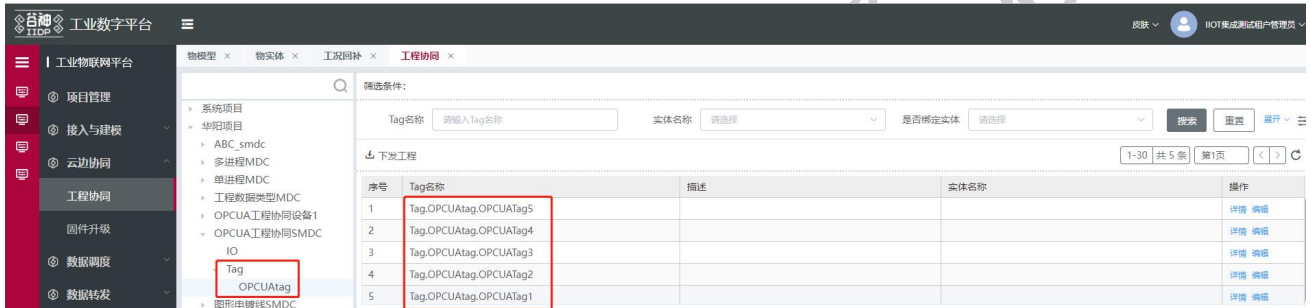 谷神 IIDP 工业数字平台 皮肤 IIOT集成测试租户管理员
工业物联网平台
项目管理
接入与建模
云边协同
工程协同
固件升级
数据调度
数据转发
物模型 × 物实体 × 工况回补 × 工程协同 ×
系统项目
华阳项目
ABC_smdc
多进程MDC
单进程MDC
工程数据类型MDC
OPCUA工程协同设备1
OPCUA工程协同SMDC
IO
Tag
OPCUAtag
图形电镀线SMDC
筛选条件:
Tag名称 请输入Tag名称 实体名称 请选择 是否绑定实体 请选择 搜索 重置 展开
下发工程 1-30 共 5 条 第1页
序号 Tag名称 描述 实体名称 操作
1 Tag.OPCUAtag.OPCUATag5 详情 编辑
2 Tag.OPCUAtag.OPCUATag4 详情 编辑
3 Tag.OPCUAtag.OPCUATag3 详情 编辑
4 Tag.OPCUAtag.OPCUATag2 详情 编辑
5 Tag.OPCUAtag.OPCUATag1 详情 编辑